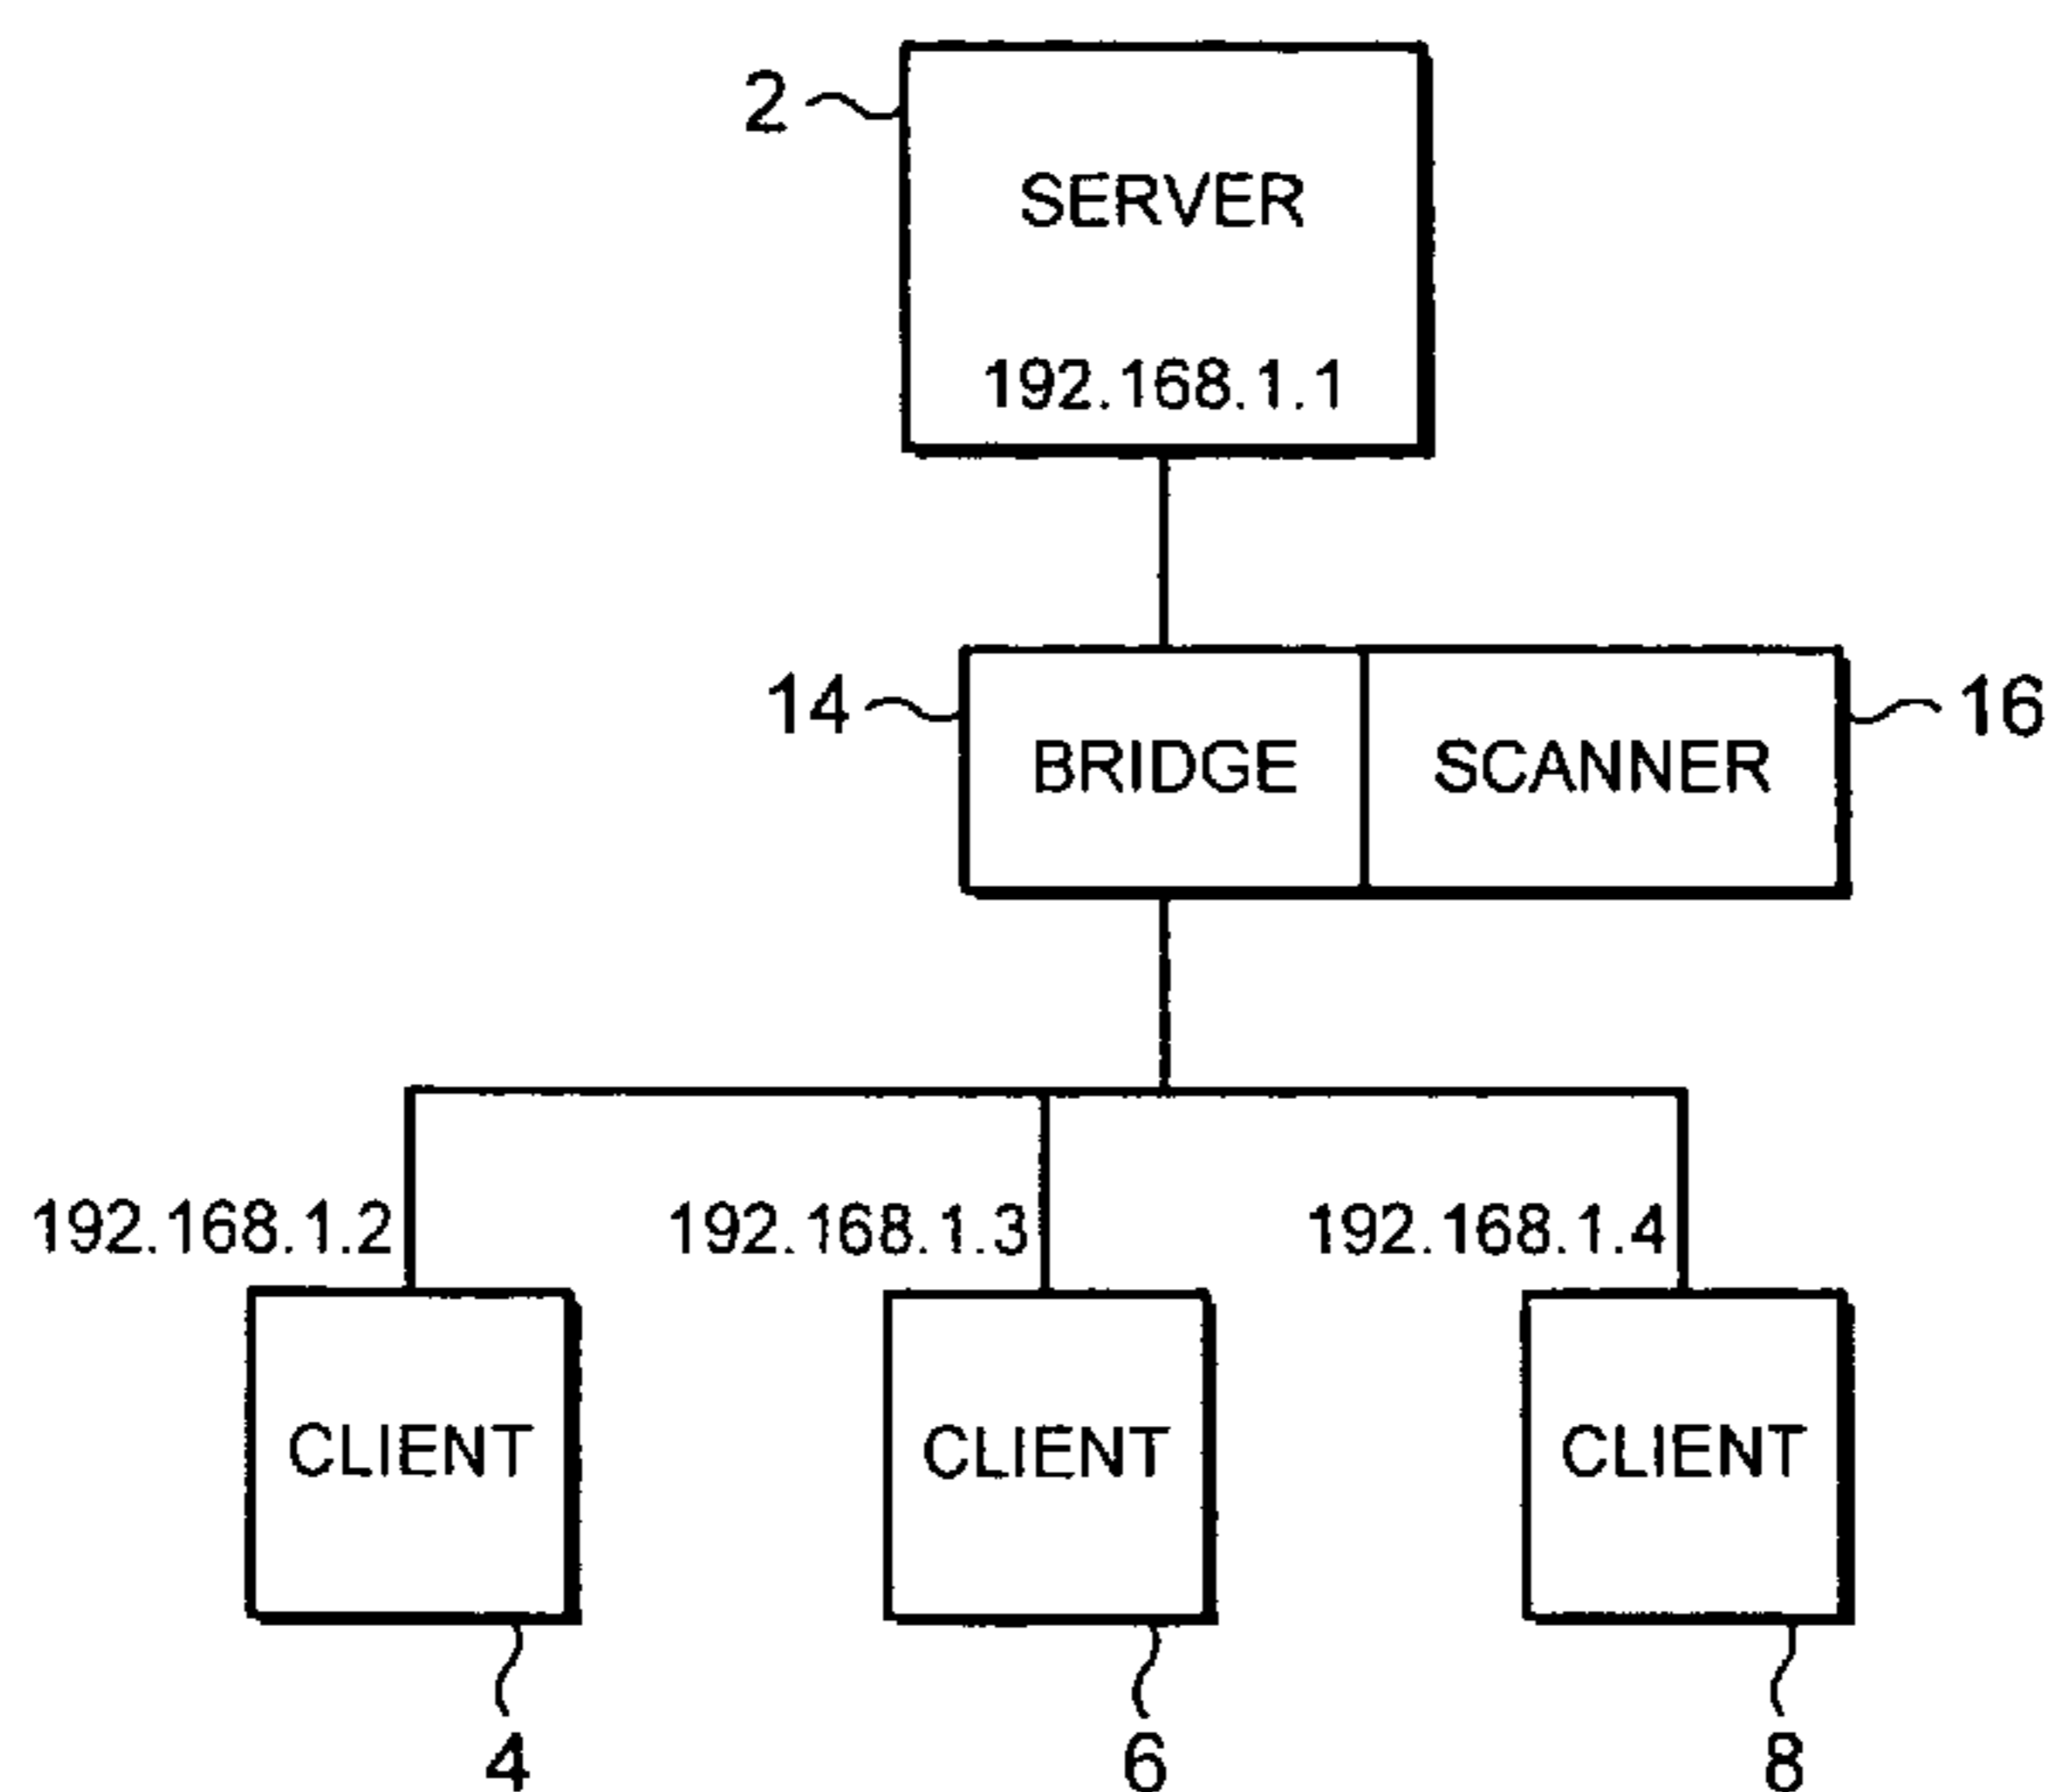 2
SERVER
192.168.1.1
14
BRIDGE
SCANNER
16
192.168.1.2
192.168.1.3
192.168.1.4
CLIENT
CLIENT
CLIENT
4
6
8